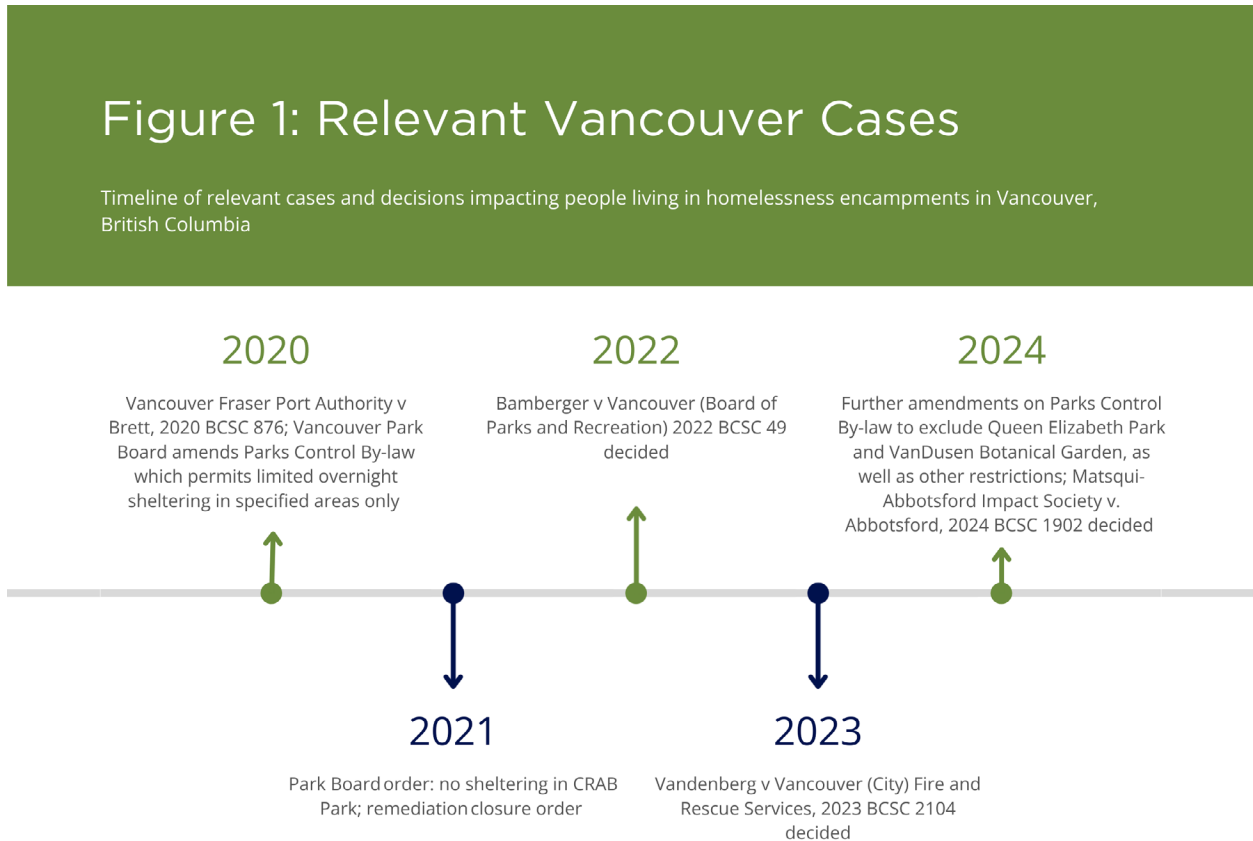 Figure 1: Relevant Vancouver Cases
Timeline of relevant cases and decisions impacting people living in homelessness encampments in Vancouver,
British Columbia
2020
Vancouver Fraser Port Authority v
Brett, 2020 BCSC 876; Vancouver Park
Board amends Parks Control By-law
which permits limited overnight
sheltering in specified areas only
2021
Park Board order: no sheltering in CRAB
Park; remediation closure order
2022
Bamberger v Vancouver (Board of
Parks and Recreation) 2022 BCSC 49
decided
2023
Vandenberg v Vancouver (City) Fire and
Rescue Services, 2023 BCSC 2104
decided
2024
Further amendments on Parks Control
By-law to exclude Queen Elizabeth Park
and VanDusen Botanical Garden, as
well as other restrictions; Matsqui-
Abbotsford Impact Society v.
Abbotsford, 2024 BCSC 1902 decided